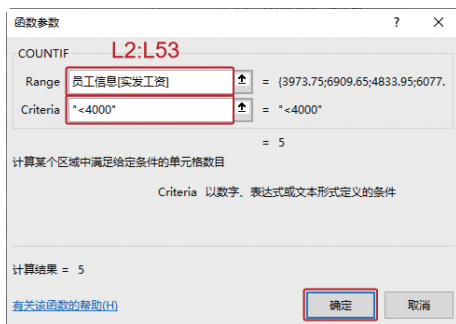 函数参数 ? ×
COUNTIF L2:L53
Range 员工信息[实发工资] = {3973.75;6909.65;4833.95;6077.
Criteria "<4000" = "<4000"
= 5
计算某个区域中满足给定条件的单元格数目
Criteria 以数字、表达式或文本形式定义的条件
计算结果 = 5
有关该函数的帮助(H) 确定 取消